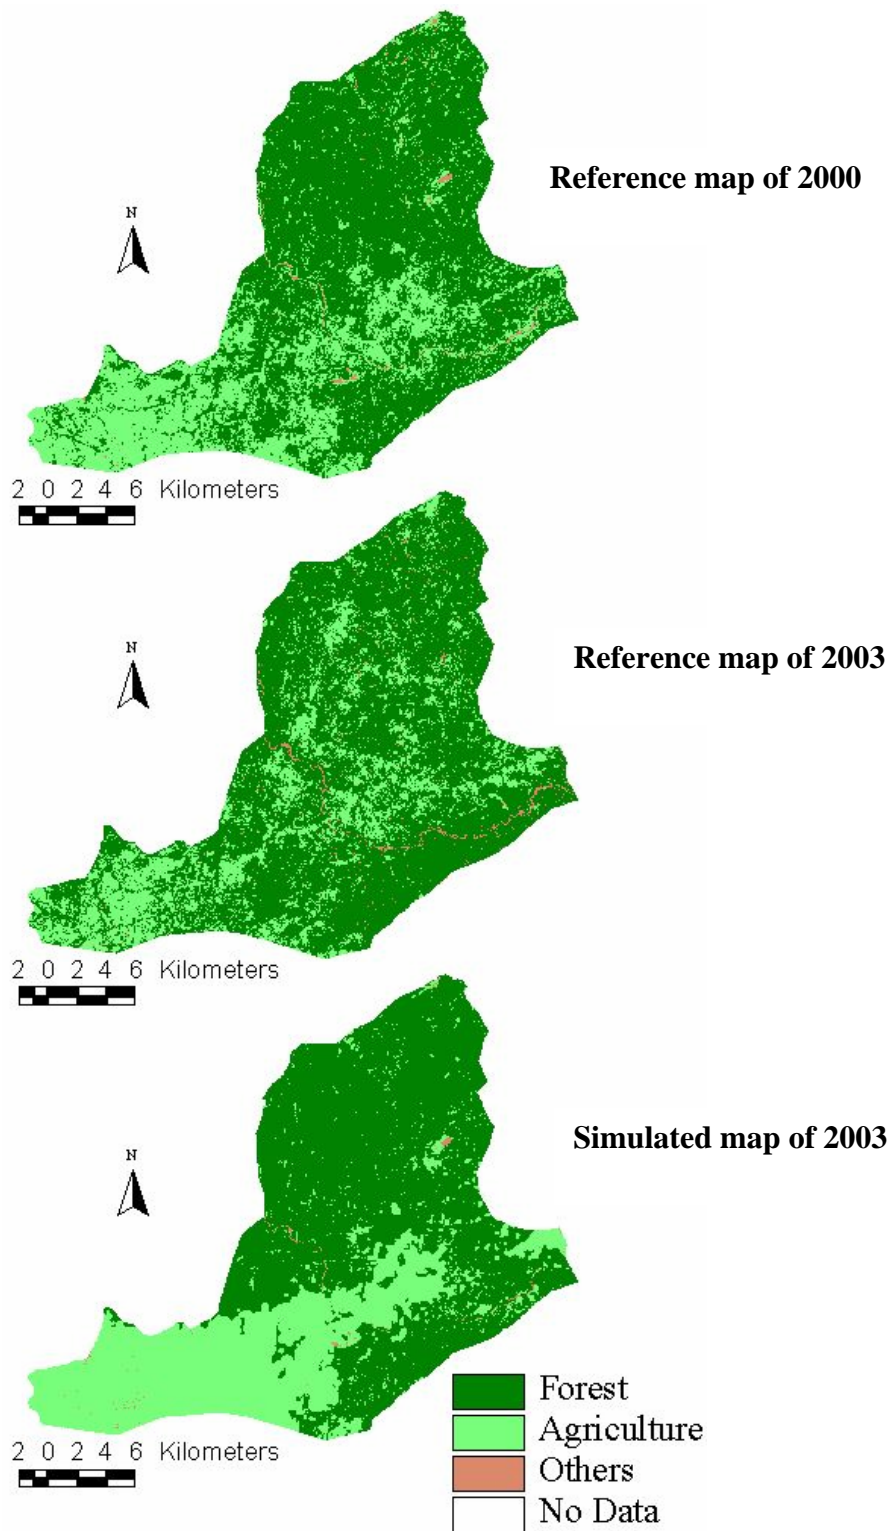 Reference map of 2000
N
2 0 2 4 6 Kilometers
Reference map of 2003
N
2 0 2 4 6 Kilometers
Simulated map of 2003
N
Forest
Agriculture
Others
No Data
2 0 2 4 6 Kilometers